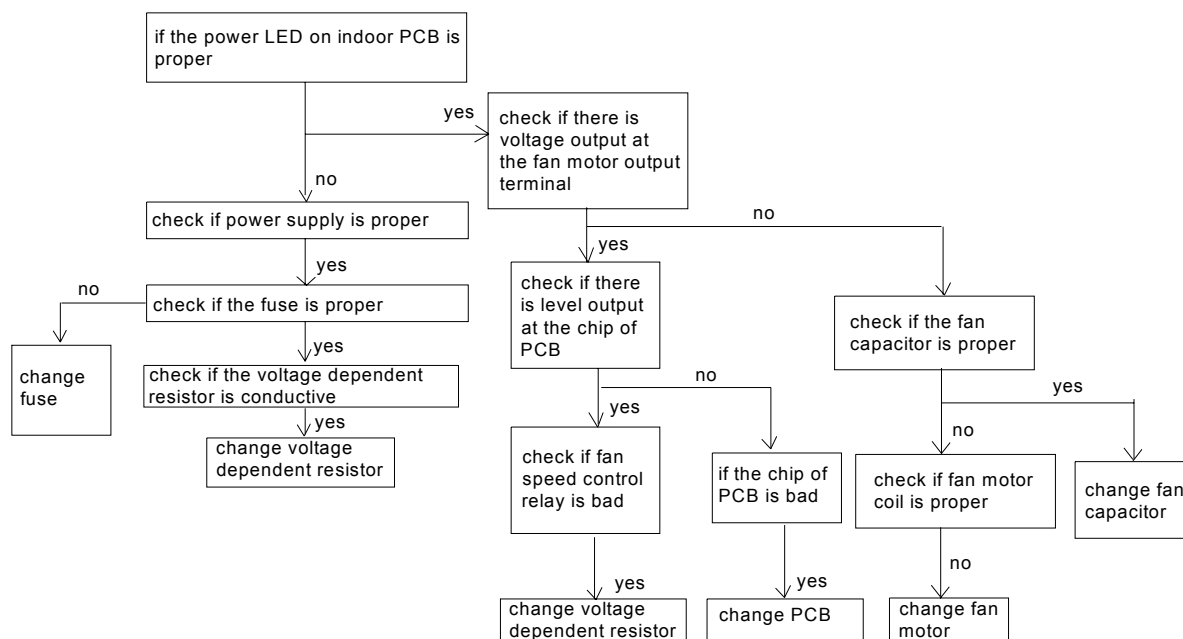 if the power LED on indoor PCB is
proper
yes
check if there is
voltage output at
the fan motor output
terminal
no
check if power supply is proper
no
yes
yes
no
check if the fuse is proper
check if there
is level output
at the chip of
PCB
check if the fan
capacitor is proper
change
fuse
yes
check if the voltage dependent
resistor is conductive
no
yes
yes
yes
no
change voltage
dependent resistor
check if fan
speed control
relay is bad
if the chip of
PCB is bad
check if fan motor
coil is proper
change fan
capacitor
yes
yes
no
change voltage
dependent resistor
change PCB
change fan
motor